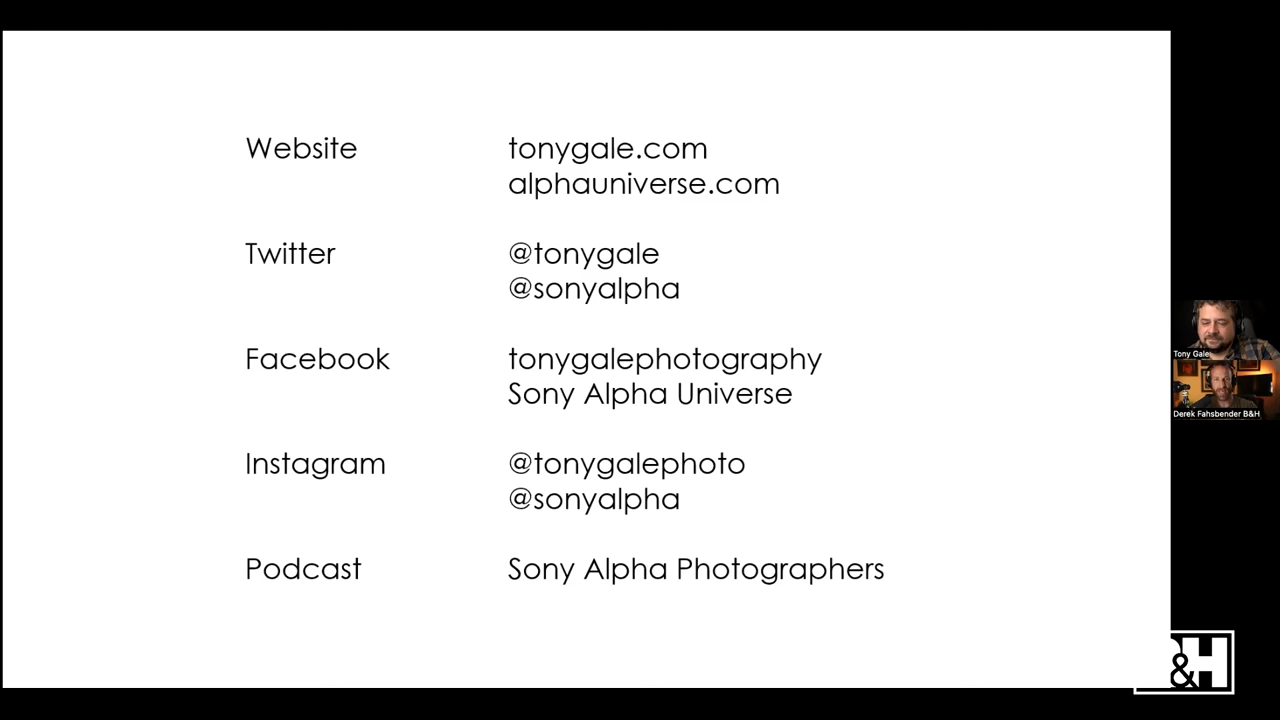 Website tonygale.com
alphauniverse.com
Twitter @tonygale
@sonyalpha
Facebook tonygalephotography
Sony Alpha Universe
Instagram @tonygalephoto
@sonyalpha
Podcast Sony Alpha Photographers
Tony Gale
Derek Fahsbender B&H
&H